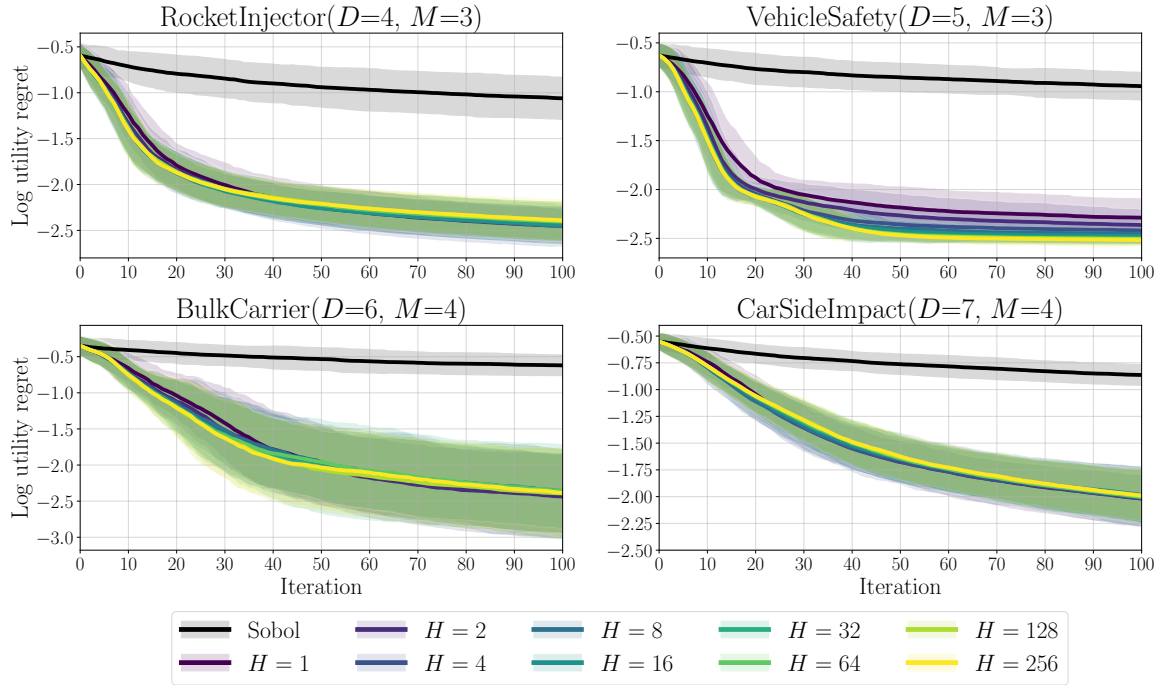 RocketInjector(D=4, M=3)
VehicleSafety(D=5, M=3)
Log utility regret
−0.5
−1.0
−1.5
−2.0
−2.5
0 10 20 30 40 50 60 70 80 90 100
−0.5
−1.0
−1.5
−2.0
−2.5
0 10 20 30 40 50 60 70 80 90 100
BulkCarrier(D=6, M=4)
CarSideImpact(D=7, M=4)
Log utility regret
−0.5
−1.0
−1.5
−2.0
−2.5
−3.0
0 10 20 30 40 50 60 70 80 90 100
Iteration
−0.50
−0.75
−1.00
−1.25
−1.50
−1.75
−2.00
−2.25
−2.50
0 10 20 30 40 50 60 70 80 90 100
Iteration
Sobol H = 2 H = 8 H = 32 H = 128
H = 1 H = 4 H = 16 H = 64 H = 256